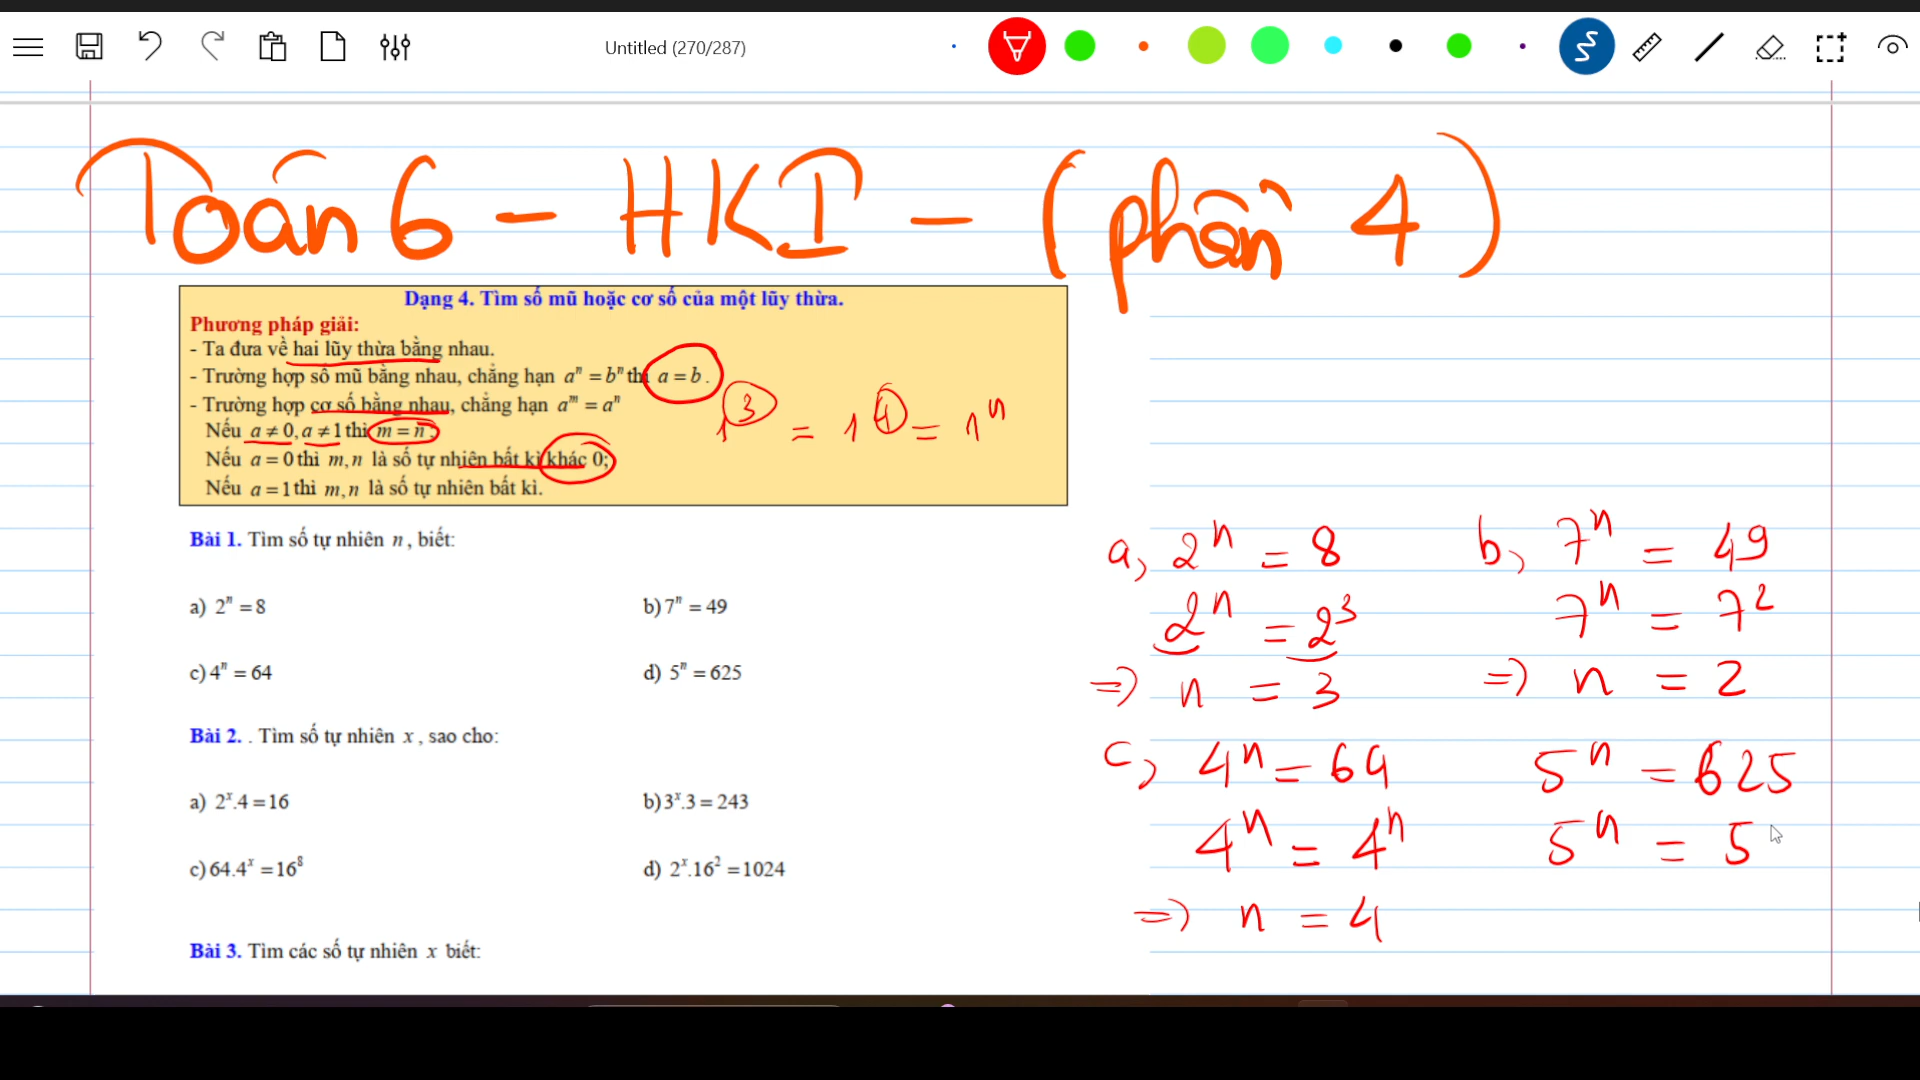 Untitled (270/287)
Toán 6 - HKI - (phần 4)
Dạng 4. Tìm số mũ hoặc cơ số của một lũy thừa.
Phương pháp giải:
- Ta đưa về hai lũy thừa bằng nhau.
- Trường hợp số mũ bằng nhau, chẳng hạn aⁿ = bⁿ thì a = b.
- Trường hợp cơ số bằng nhau, chẳng hạn aᵐ = aⁿ
Nếu a ≠ 0, a ≠ 1 thì m = n.
Nếu a = 0 thì m, n là số tự nhiên bất kì khác 0;
Nếu a = 1 thì m, n là số tự nhiên bất kì.
1³ = 1⁴ = 1ⁿ
Bài 1. Tìm số tự nhiên n, biết:
a) 2ⁿ = 8
b) 7ⁿ = 49
c) 4ⁿ = 64
d) 5ⁿ = 625
Bài 2. . Tìm số tự nhiên x, sao cho:
a) 2ˣ.4 = 16
b) 3ˣ.3 = 243
c) 64.4ˣ = 16⁸
d) 2ˣ.16² = 1024
Bài 3. Tìm các số tự nhiên x biết:
a, 2ⁿ = 8
2ⁿ = 2³
=> n = 3
b, 7ⁿ = 49
7ⁿ = 7²
=> n = 2
c, 4ⁿ = 64
4ⁿ = 4ⁿ
=> n = 4
5ⁿ = 625
5ⁿ = 5